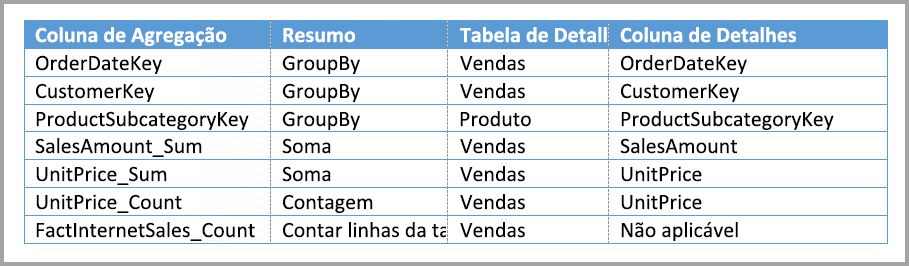 Coluna de Agregação Resumo Tabela de Detall Coluna de Detalhes
OrderDateKey GroupBy Vendas OrderDateKey
CustomerKey GroupBy Vendas CustomerKey
ProductSubcategoryKey GroupBy Produto ProductSubcategoryKey
SalesAmount_Sum Soma Vendas SalesAmount
UnitPrice_Sum Soma Vendas UnitPrice
UnitPrice_Count Contagem Vendas UnitPrice
FactInternetSales_Count Contar linhas da ta Vendas Não aplicável